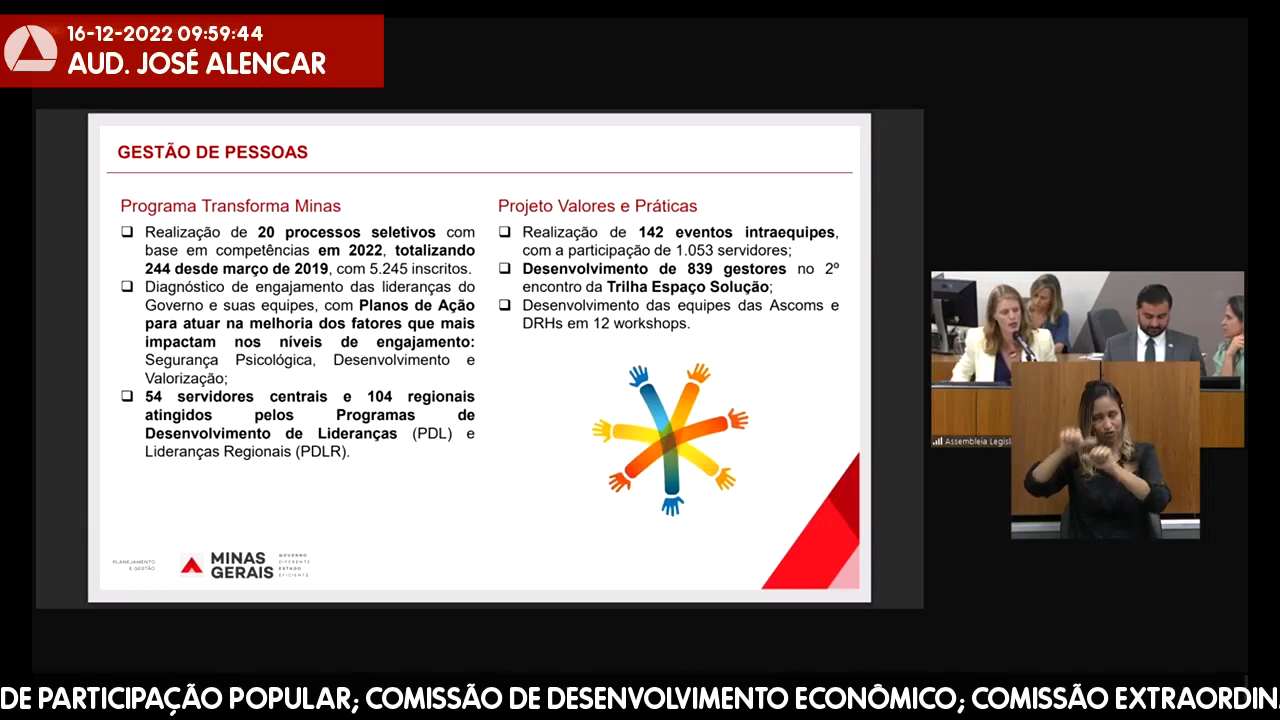 16-12-2022 09:59:44
AUD. JOSÉ ALENCAR
GESTÃO DE PESSOAS
Programa Transforma Minas
❑ Realização de 20 processos seletivos com
base em competências em 2022, totalizando
244 desde março de 2019, com 5.245 inscritos.
❑ Diagnóstico de engajamento das lideranças do
Governo e suas equipes, com Planos de Ação
para atuar na melhoria dos fatores que mais
impactam nos níveis de engajamento:
Segurança Psicológica, Desenvolvimento e
Valorização;
❑ 54 servidores centrais e 104 regionais
atingidos pelos Programas de
Desenvolvimento de Lideranças (PDL) e
Lideranças Regionais (PDLR).
Projeto Valores e Práticas
❑ Realização de 142 eventos intraequipes,
com a participação de 1.053 servidores;
❑ Desenvolvimento de 839 gestores no 2º
encontro da Trilha Espaço Solução;
❑ Desenvolvimento das equipes das Ascoms e
DRHs em 12 workshops.
PLANEJAMENTO
E GESTÃO
MINAS
GERAIS
GOVERNO
DIFERENTE
ESTADO
EFICIENTE
Assembleia Legisl
DE PARTICIPAÇÃO POPULAR; COMISSÃO DE DESENVOLVIMENTO ECONÔMICO; COMISSÃO EXTRAORDIN